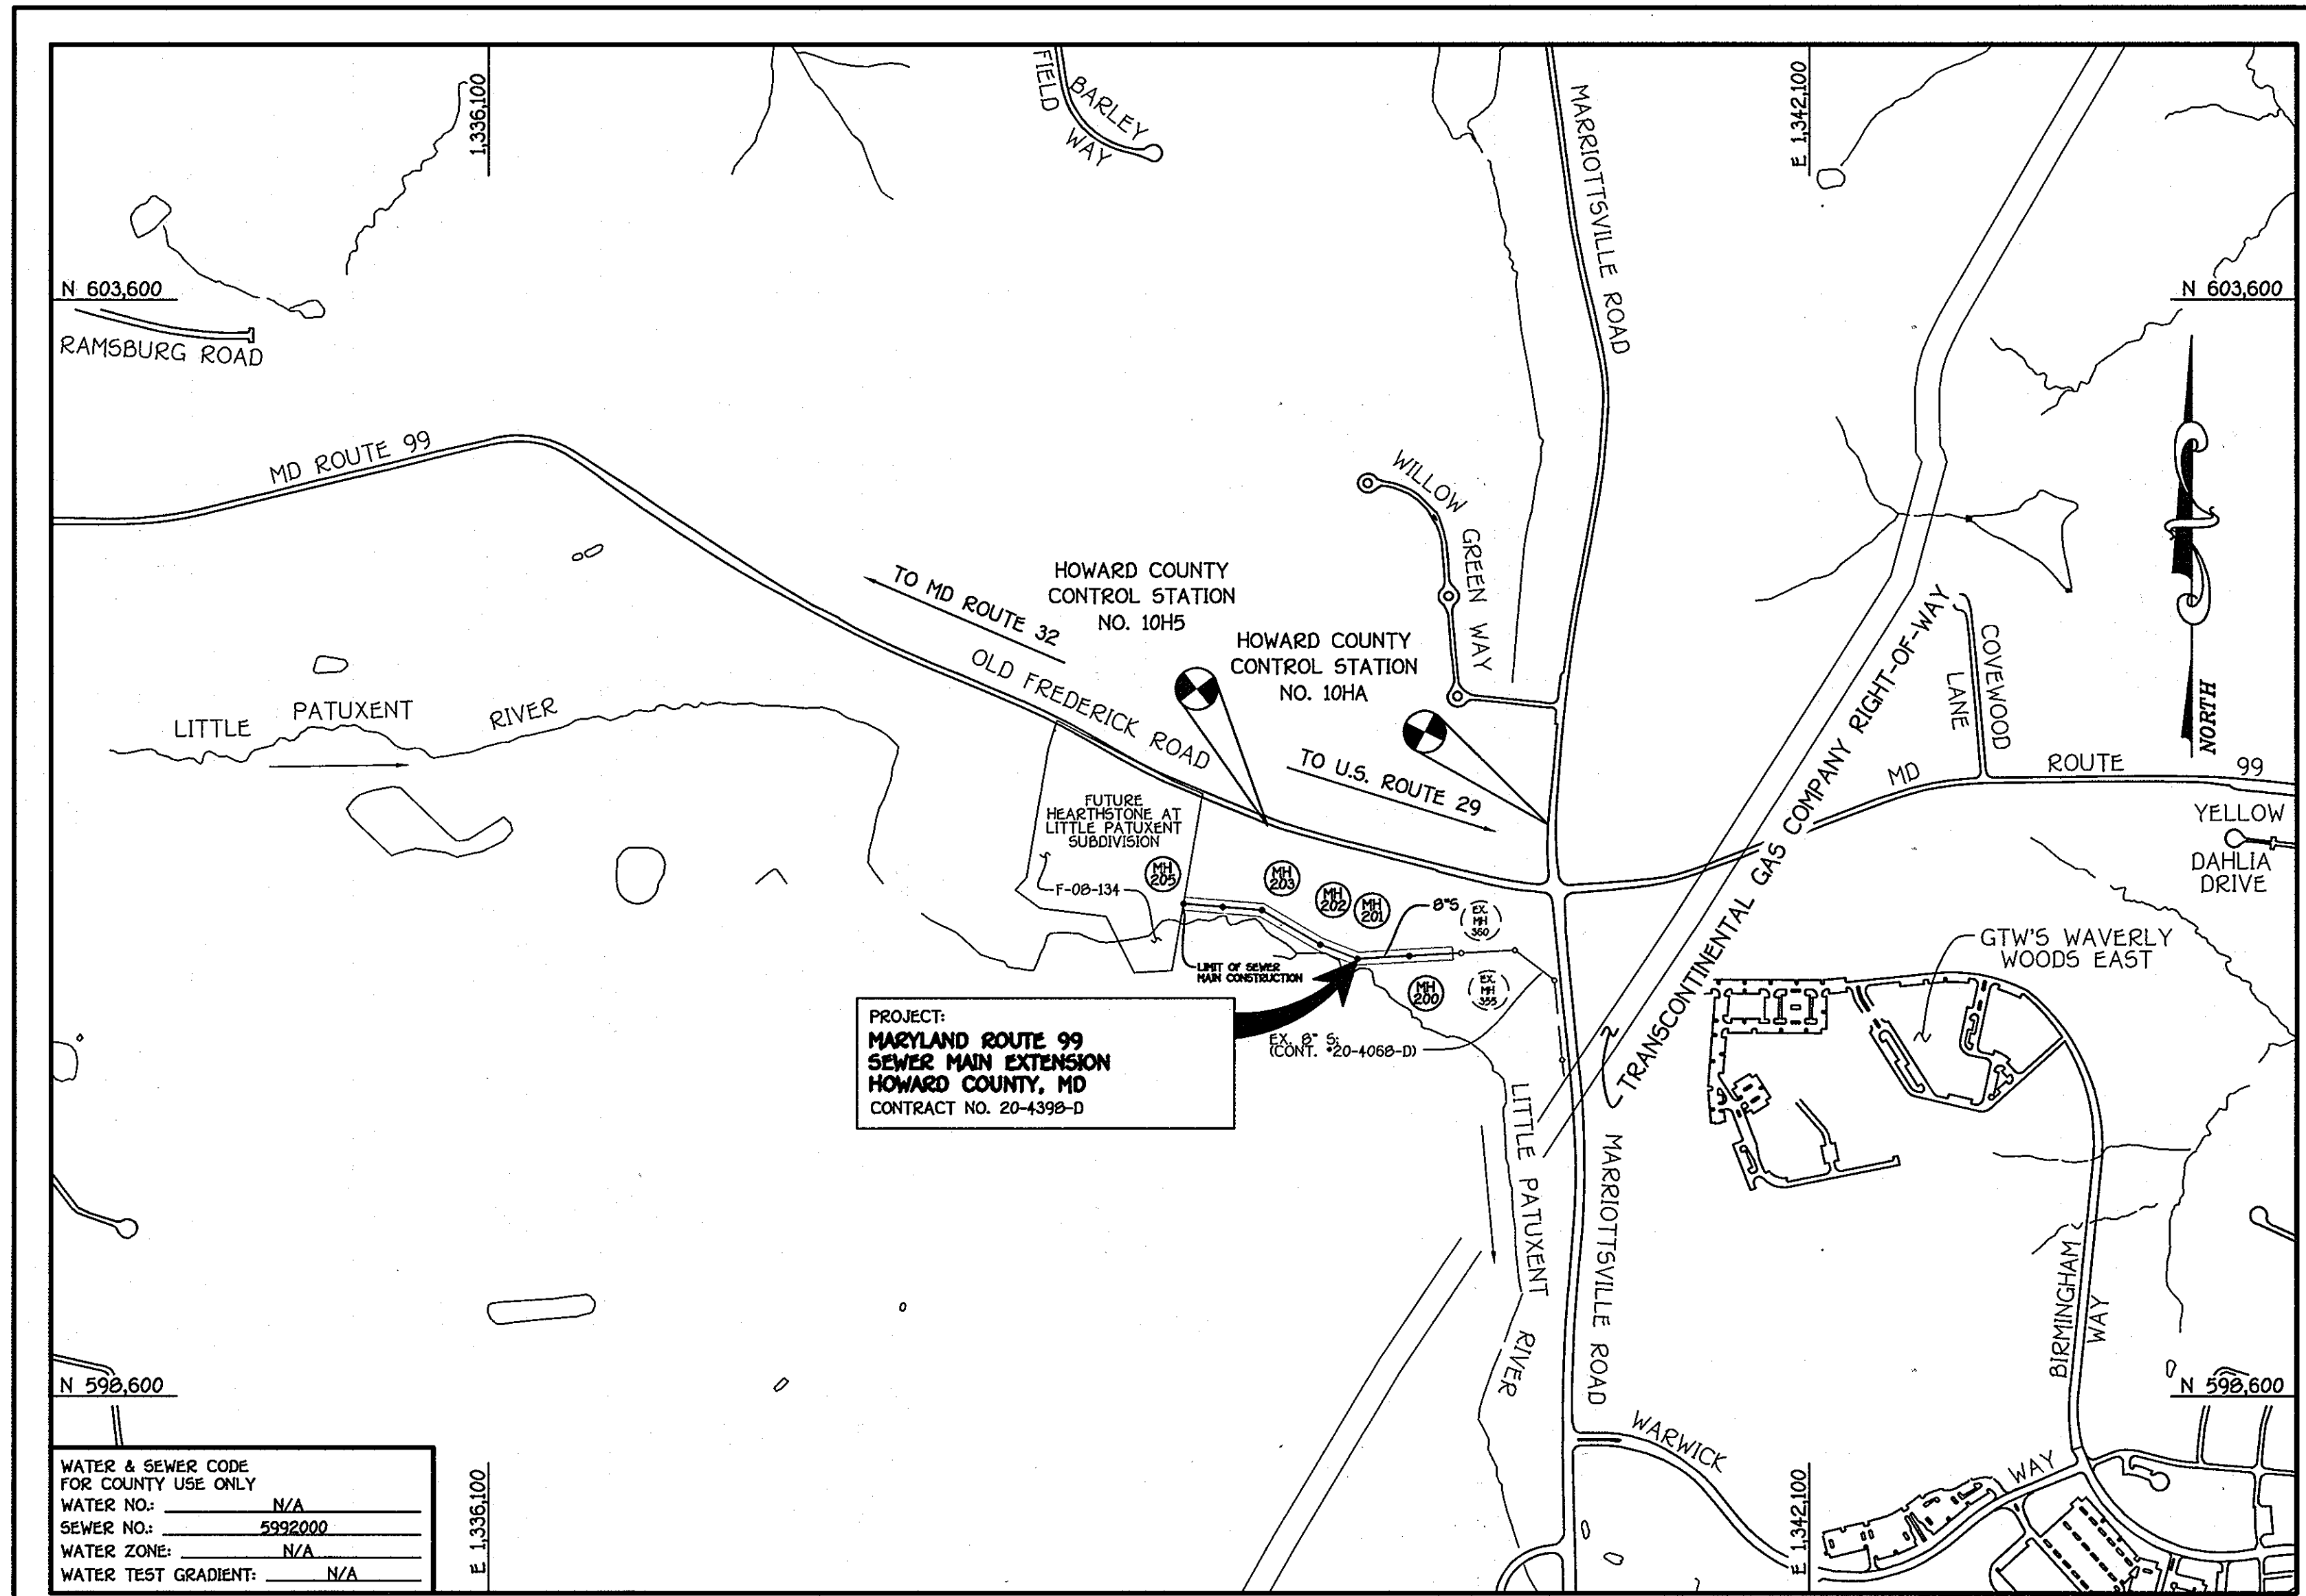 1,336,100
FIELD
BARLEY
WAY
MARRIOTTSVILLE ROAD
E 1,342,100
N 603,600
N 603,600
RAMSBURG ROAD
MD ROUTE 99
WILLOW
GREEN WAY
HOWARD COUNTY
CONTROL STATION
NO. 10H5
TO MD ROUTE 32
HOWARD COUNTY
CONTROL STATION
NO. 10HA
OLD FREDERICK ROAD
COVEWOOD
LANE
NORTH
LITTLE PATUXENT RIVER
TO U.S. ROUTE 29
TRANSCONTINENTAL GAS COMPANY RIGHT-OF-WAY
MD ROUTE 99
YELLOW
DAHLIA
DRIVE
FUTURE
HEARTHSTONE AT
LITTLE PATUXENT
SUBDIVISION
F-08-134
MH
205
MH
203
MH
202
MH
201
8"S
EX.
MH
360
LIMIT OF SEWER
MAIN CONSTRUCTION
MH
200
EX.
MH
355
GTW'S WAVERLY
WOODS EAST
PROJECT:
MARYLAND ROUTE 99
SEWER MAIN EXTENSION
HOWARD COUNTY, MD
CONTRACT NO. 20-4398-D
EX. 8" S.
(CONT. #20-4068-D)
LITTLE PATUXENT
RIVER
MARRIOTTSVILLE ROAD
BIRMINGHAM
WAY
N 598,600
N 598,600
WARWICK
WAY
WATER & SEWER CODE
FOR COUNTY USE ONLY
WATER NO.: N/A
SEWER NO.: 5992000
WATER ZONE: N/A
WATER TEST GRADIENT: N/A
E 1,336,100
E 1,342,100